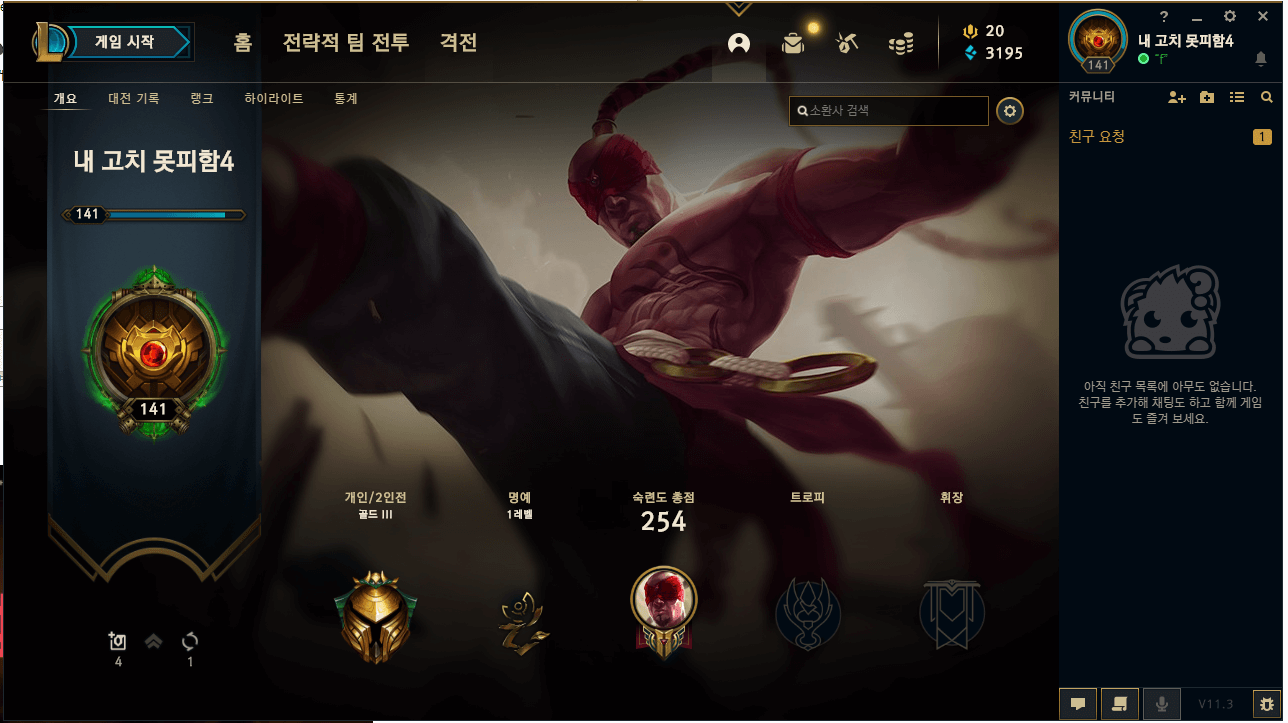 게임 시작
홈
전략적 팀 전투
격전
20
3195
?
내 고치 못피함4
141
"f"
개요
대전 기록
랭크
하이라이트
통계
소환사 검색
커뮤니티
친구 요청
1
내 고치 못피함4
141
141
아직 친구 목록에 아무도 없습니다.
친구를 추가해 채팅도 하고 함께 게임
도 즐겨 보세요.
개인/2인전
골드 III
명예
1레벨
숙련도 총점
254
트로피
휘장
4
1
V11.3